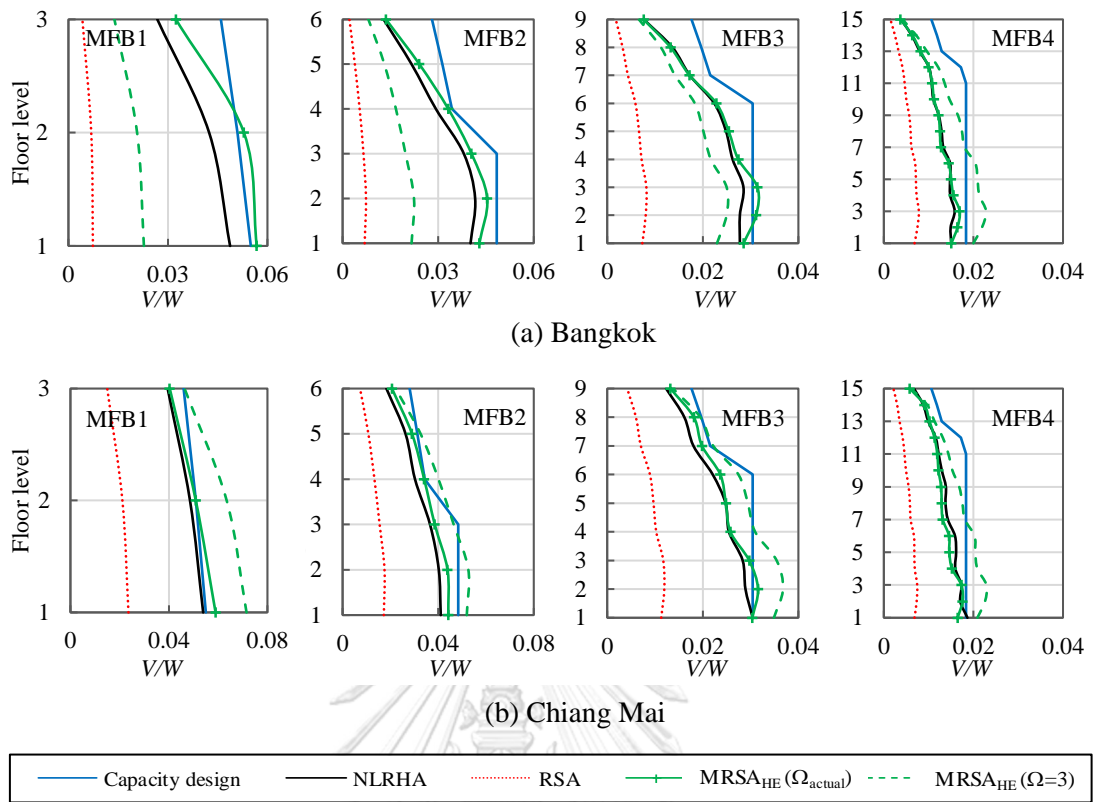 3 6 9 15
MFB1 MFB2 MFB3 MFB4
5 8 13
7 11
2 4 6 9
3 5 7
4 5
2 3
2 3
1 1 1 1
Floor level
0 0.03 0.06 0 0.03 0.06 0 0.02 0.04 0 0.02 0.04
V/W V/W V/W V/W
(a) Bangkok
3 6 9 15
MFB1 MFB2 MFB3 MFB4
5 8 13
7 11
2 4 6 9
3 5 7
4 5
2 3
2 3
1 1 1 1
Floor level
0 0.04 0.08 0 0.04 0.08 0 0.02 0.04 0 0.02 0.04
V/W V/W V/W V/W
(b) Chiang Mai
Capacity design NLRHA RSA MRSA_HE (Ω_actual) MRSA_HE (Ω=3)